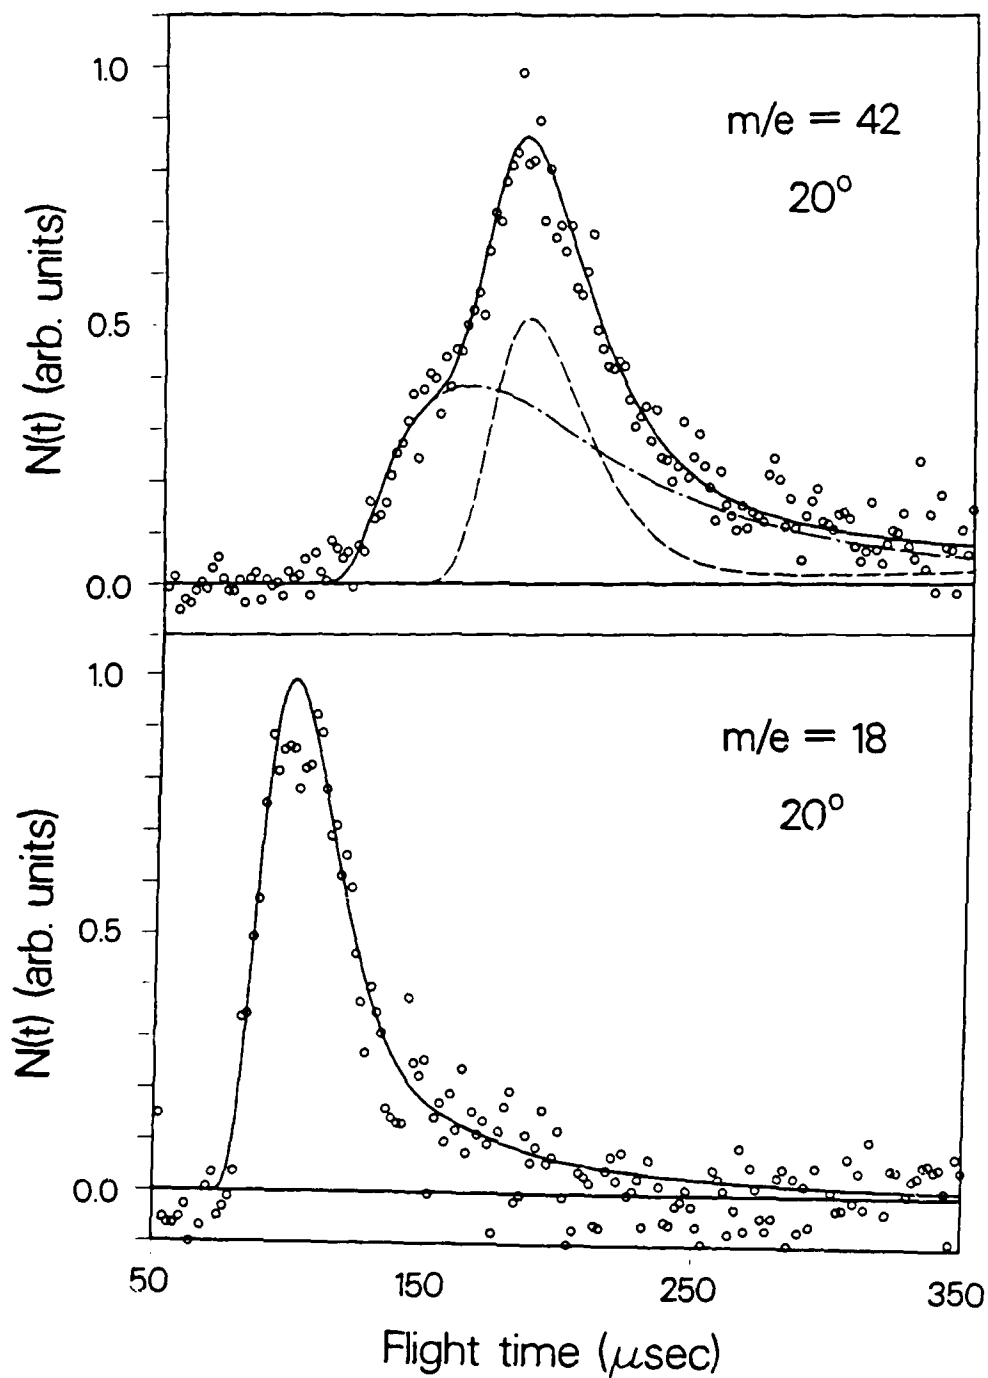 1.0
m/e = 42
20°
0.5
N(t) (arb. units)
0.0
1.0
m/e = 18
20°
0.5
N(t) (arb. units)
0.0
50 150 250 350
Flight time (μsec)